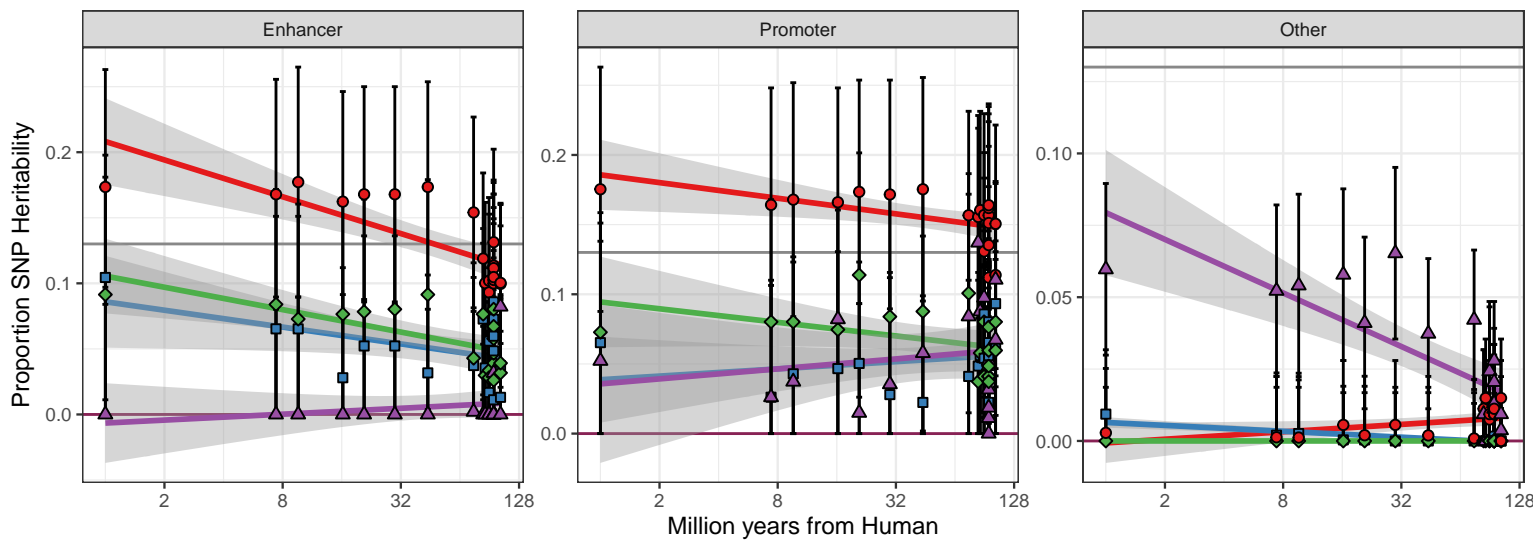 Enhancer
Promoter
Other
Proportion SNP Heritability
0.2
0.1
0.0
0.2
0.1
0.0
0.10
0.05
0.00
2 8 32 128
2 8 32 128
2 8 32 128
Million years from Human